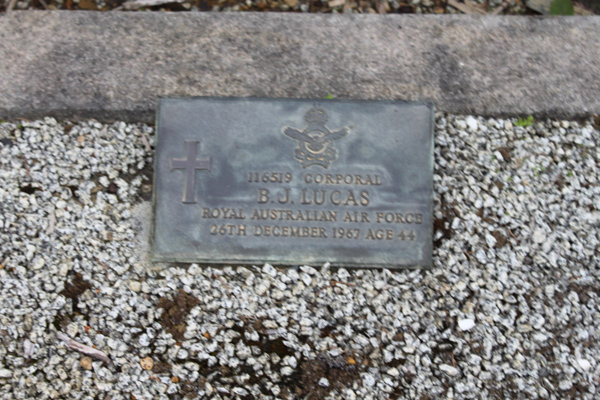 116519 CORPORAL
B.J. LUCAS
ROYAL AUSTRALIAN AIR FORCE
26TH DECEMBER 1967 AGE 44